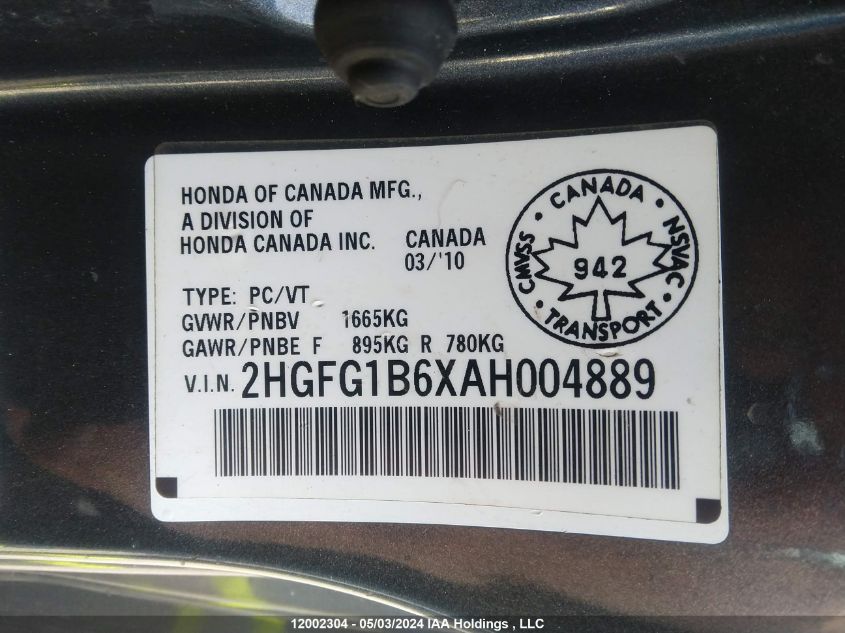 HONDA OF CANADA MFG.,
A DIVISION OF
HONDA CANADA INC. CANADA
03/'10
TYPE: PC/VT
GVWR/PNBV 1665KG
GAWR/PNBE F 895KG R 780KG
V.I.N. 2HGFG1B6XAH004889
• CANADA •
CMVSS
NSVAC
942
• TRANSPORT •
12002304 - 05/03/2024 IAA Holdings , LLC